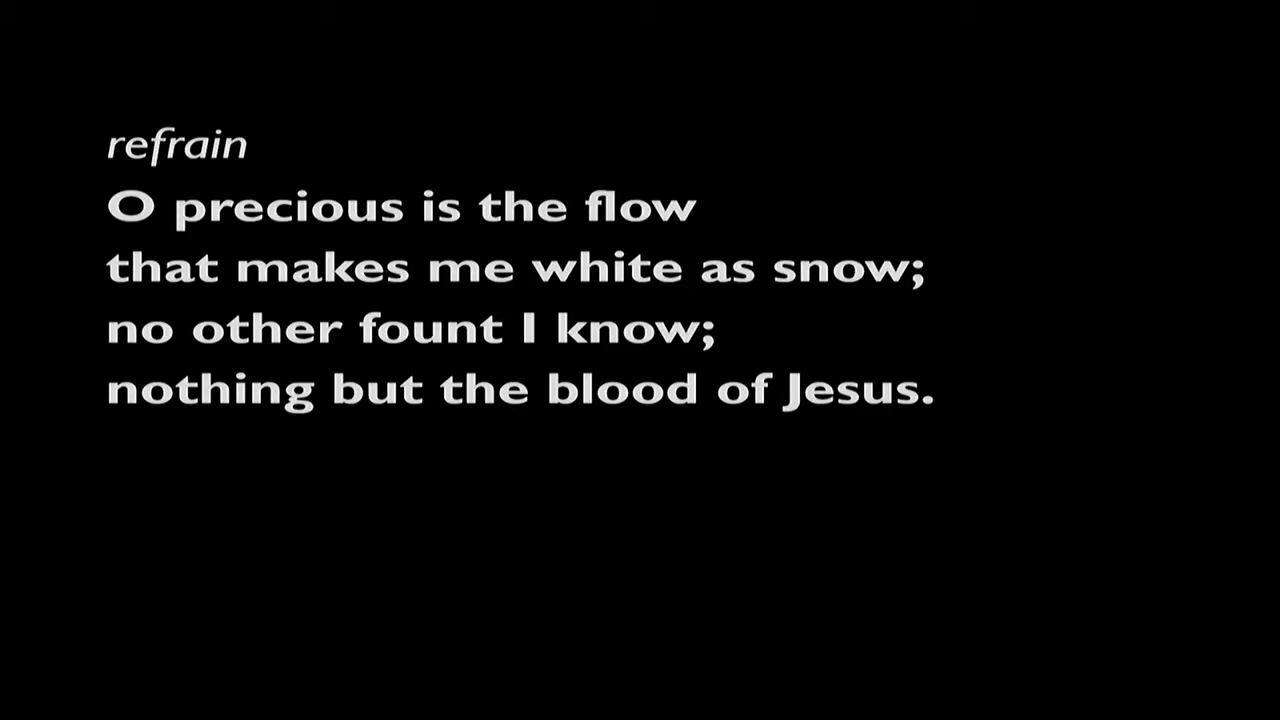 refrain
O precious is the flow
that makes me white as snow;
no other fount I know;
nothing but the blood of Jesus.